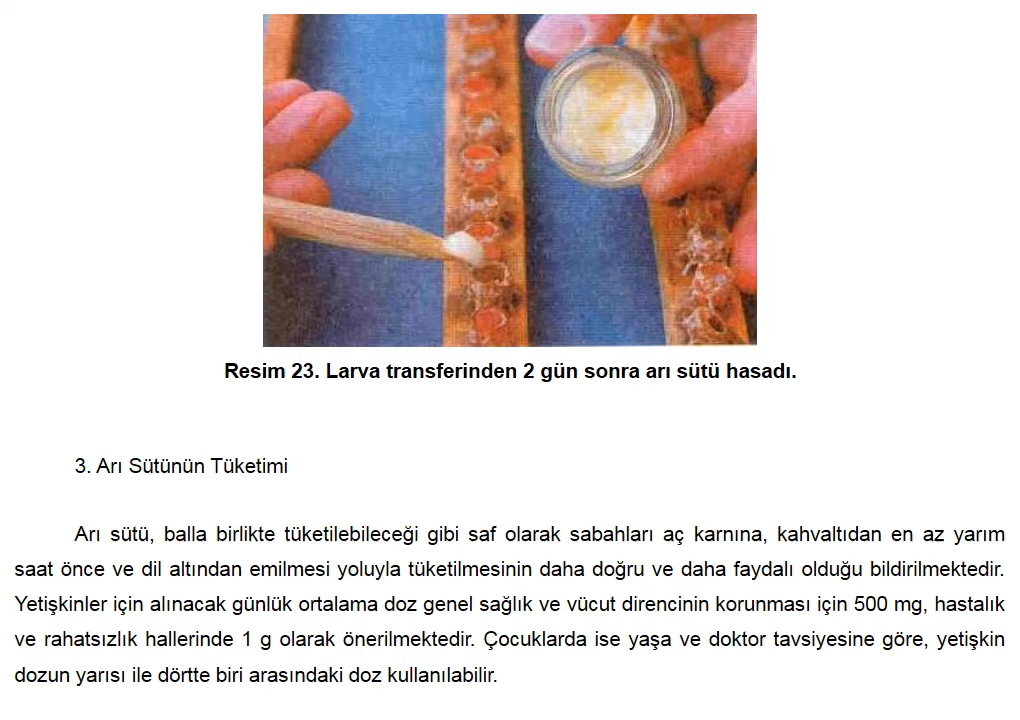 Resim 23. Larva transferinden 2 gün sonra arı sütü hasadı.
3. Arı Sütünün Tüketimi
Arı sütü, balla birlikte tüketilebileceği gibi saf olarak sabahları aç karnına, kahvaltıdan en az yarım
saat önce ve dil altından emilmesi yoluyla tüketilmesinin daha doğru ve daha faydalı olduğu bildirilmektedir.
Yetişkinler için alınacak günlük ortalama doz genel sağlık ve vücut direncinin korunması için 500 mg, hastalık
ve rahatsızlık hallerinde 1 g olarak önerilmektedir. Çocuklarda ise yaşa ve doktor tavsiyesine göre, yetişkin
dozun yarısı ile dörtte biri arasındaki doz kullanılabilir.